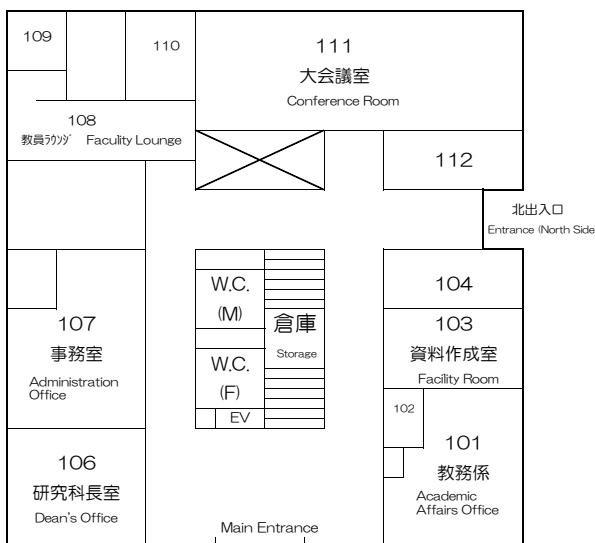 109
110
111
大会議室
Conference Room
108
教員ﾗｳﾝｼﾞ Faculity Lounge
112
北出入口
Entrance (North Side
W.C.
(M)
倉庫
Storage
W.C.
(F)
EV
104
103
資料作成室
Facility Room
107
事務室
Administration
Office
102
101
教務係
Academic
Affairs Office
106
研究科長室
Dean's Office
Main Entrance